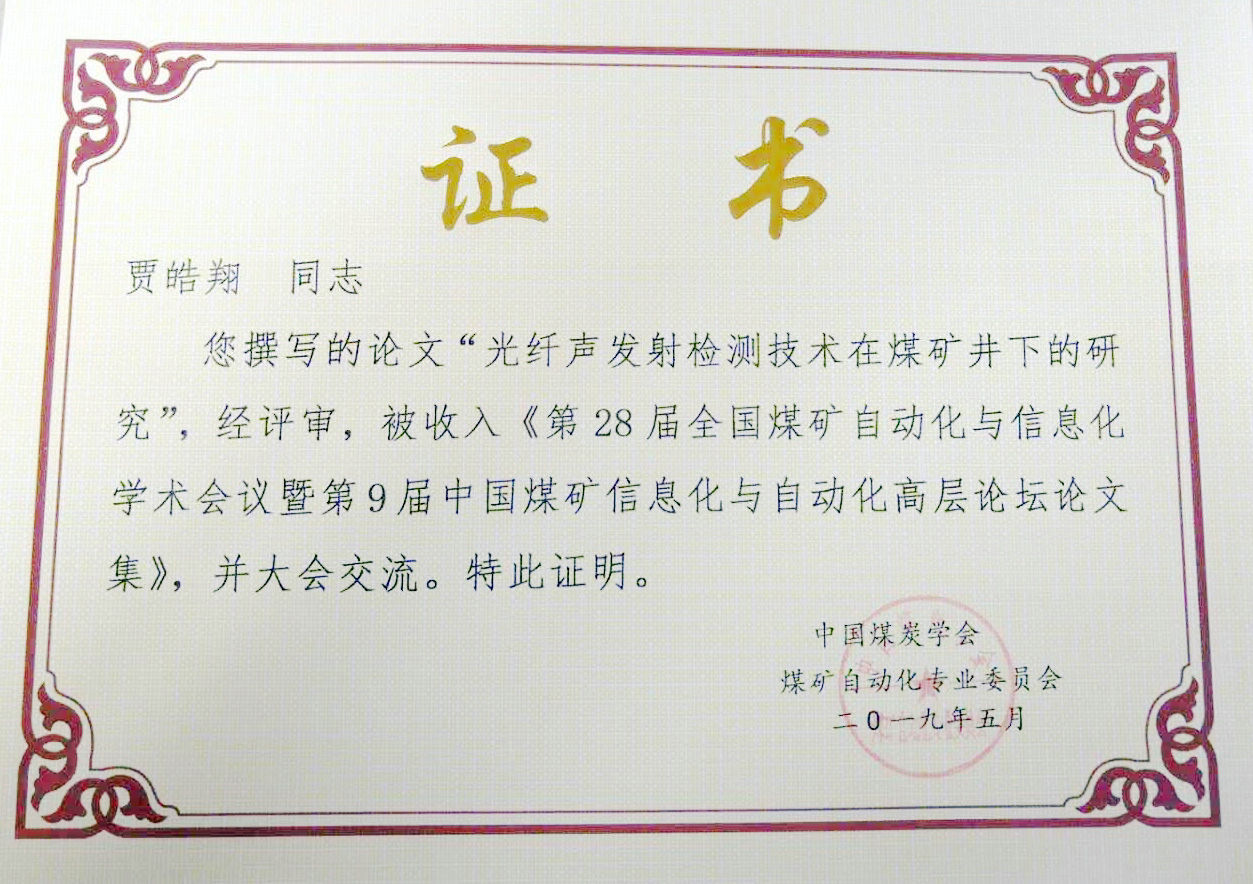 证 书
贾皓翔 同志
您撰写的论文“光纤声发射检测技术在煤矿井下的研
究”，经评审，被收入《第28届全国煤矿自动化与信息化
学术会议暨第9届中国煤矿信息化与自动化高层论坛论文
集》，并大会交流。特此证明。
中国煤炭学会
煤矿自动化专业委员会
二0一九年五月